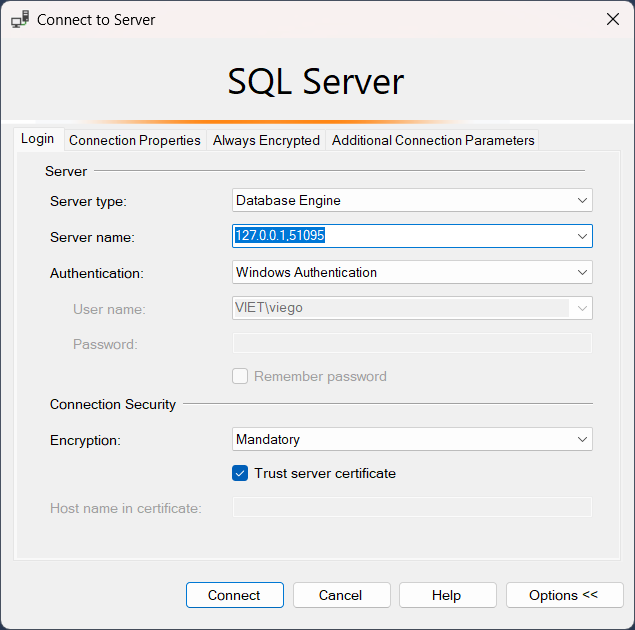 Connect to Server
SQL Server
Login Connection Properties Always Encrypted Additional Connection Parameters
Server
Server type: Database Engine
Server name: 127.0.0.1,51095
Authentication: Windows Authentication
User name: VIET\viego
Password:
Remember password
Connection Security
Encryption: Mandatory
Trust server certificate
Host name in certificate:
Connect Cancel Help Options <<